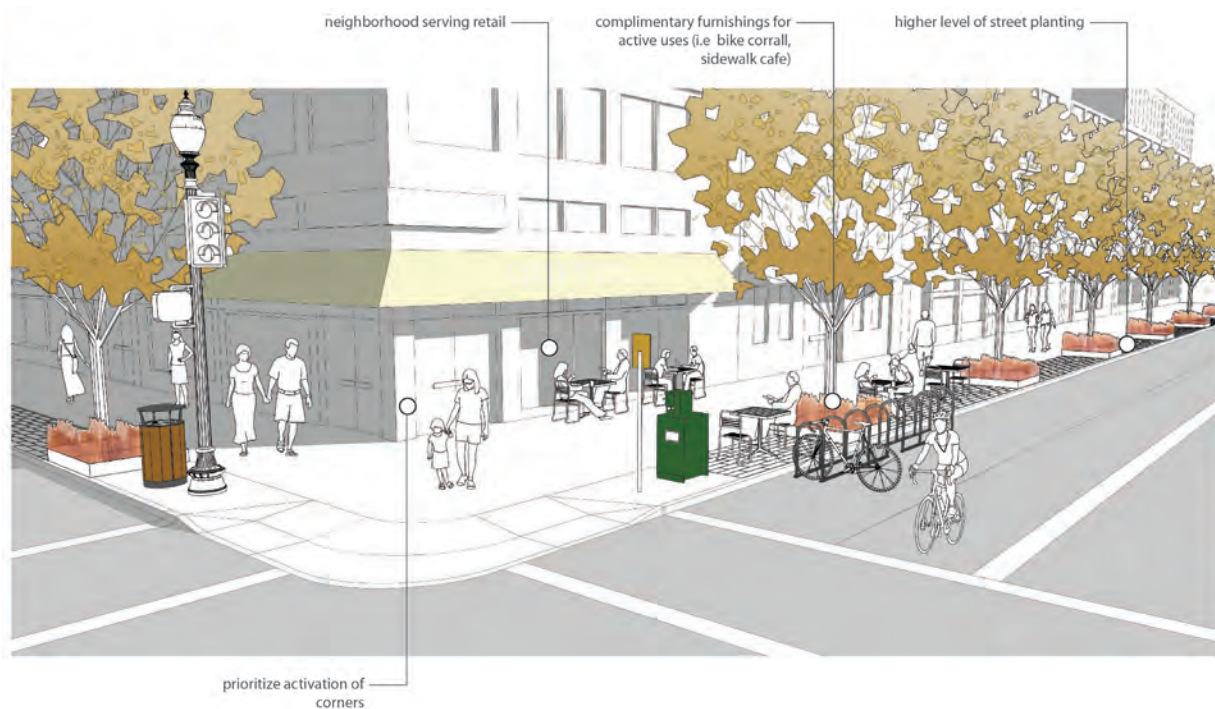 neighborhood serving retail
complimentary furnishings for
active uses (i.e bike corrall,
sidewalk cafe)
higher level of street planting
prioritize activation of
corners